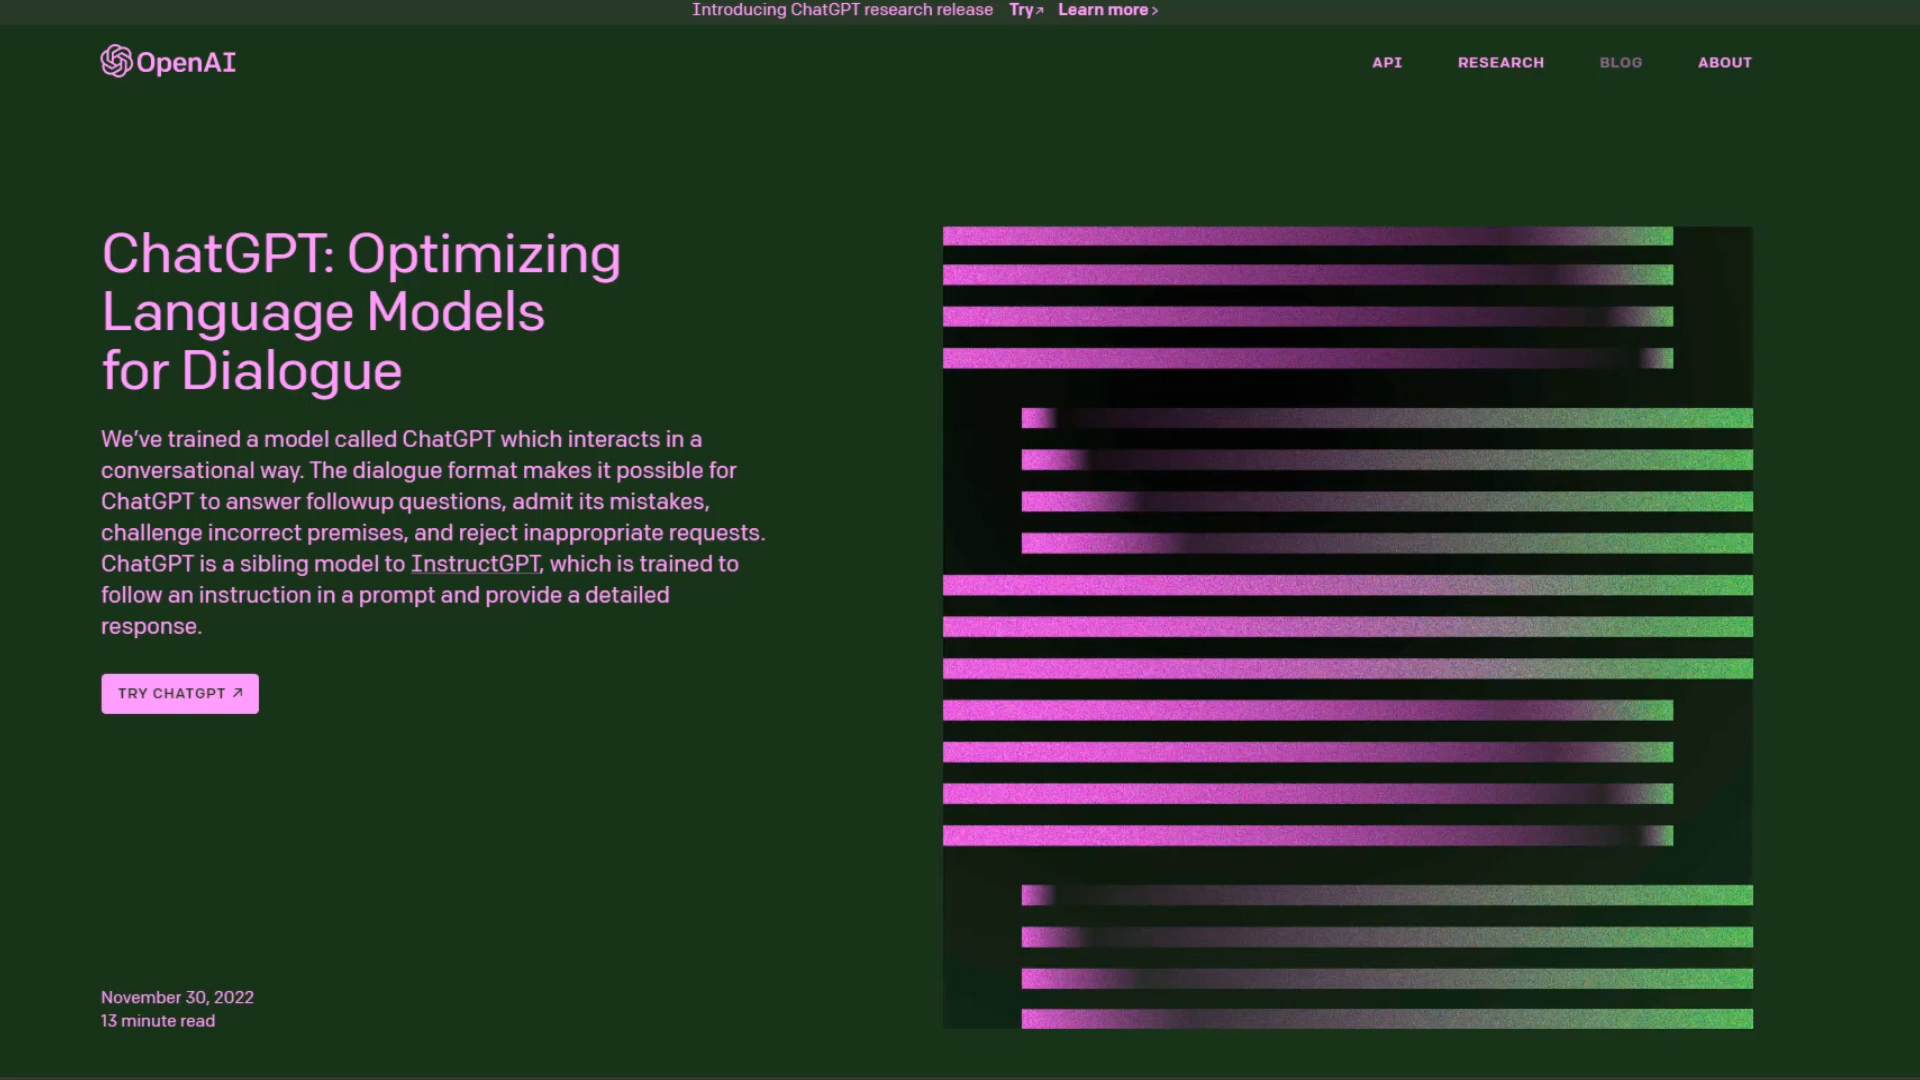 Introducing ChatGPT research release Try↗ Learn more ›
OpenAI
API RESEARCH BLOG ABOUT
ChatGPT: Optimizing
Language Models
for Dialogue
We’ve trained a model called ChatGPT which interacts in a
conversational way. The dialogue format makes it possible for
ChatGPT to answer followup questions, admit its mistakes,
challenge incorrect premises, and reject inappropriate requests.
ChatGPT is a sibling model to InstructGPT, which is trained to
follow an instruction in a prompt and provide a detailed
response.
TRY CHATGPT ↗
November 30, 2022
13 minute read